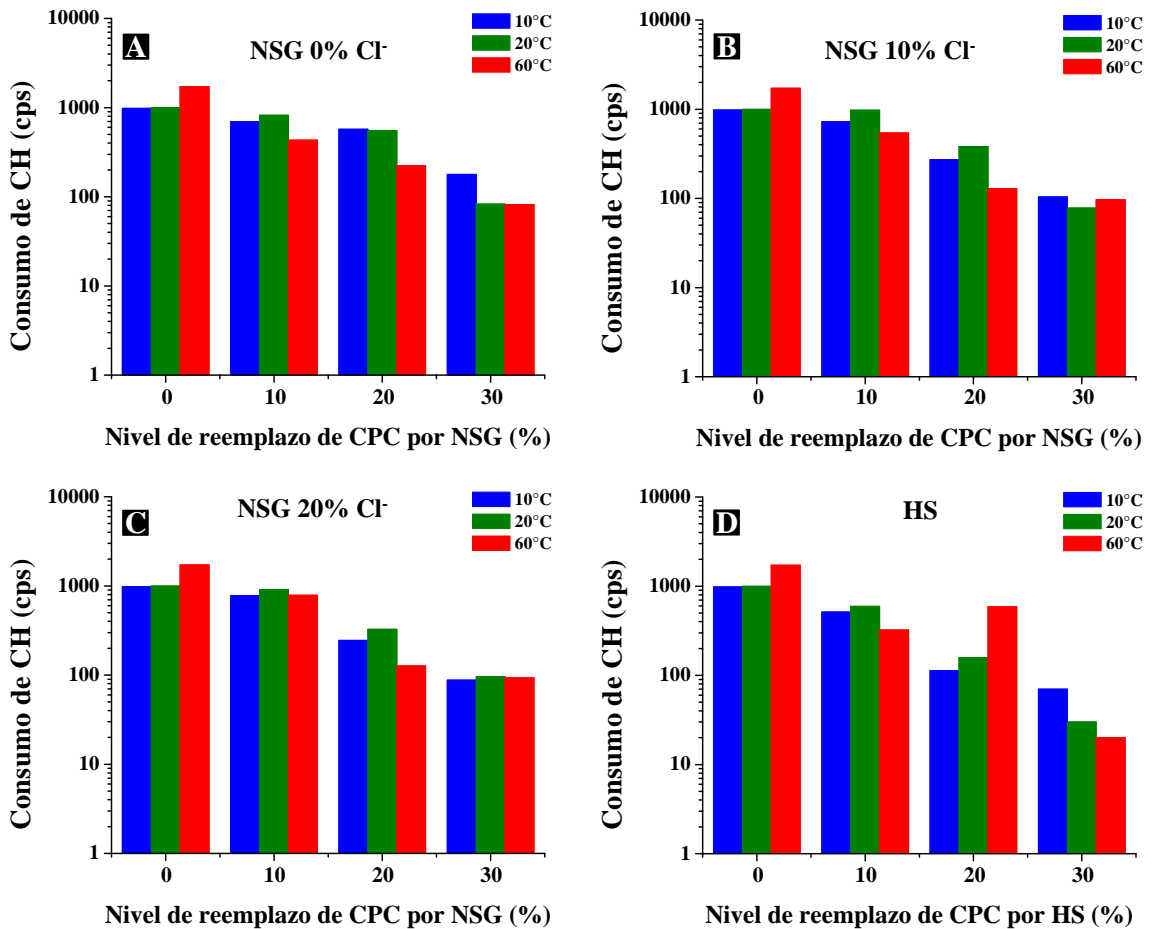 A
NSG 0% Cl-
10°C
20°C
60°C
Consumo de CH (cps)
10000
1000
100
10
1
0
10
20
30
Nivel de reemplazo de CPC por NSG (%)
B
NSG 10% Cl-
10°C
20°C
60°C
Consumo de CH (cps)
10000
1000
100
10
1
0
10
20
30
Nivel de reemplazo de CPC por NSG (%)
C
NSG 20% Cl-
10°C
20°C
60°C
Consumo de CH (cps)
10000
1000
100
10
1
0
10
20
30
Nivel de reemplazo de CPC por NSG (%)
D
HS
10°C
20°C
60°C
Consumo de CH (cps)
10000
1000
100
10
1
0
10
20
30
Nivel de reemplazo de CPC por HS (%)